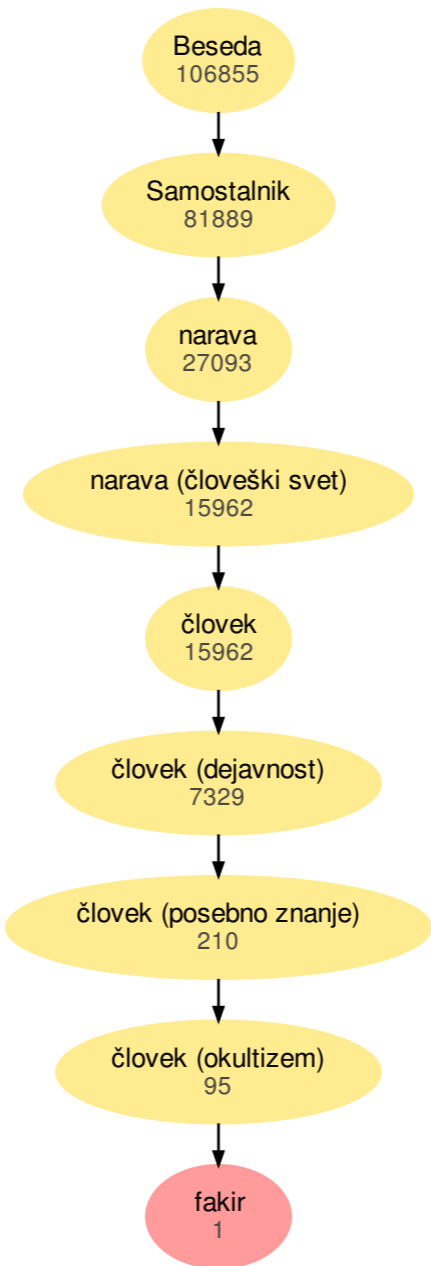 Beseda
106855
Samostalnik
81889
narava
27093
narava (človeški svet)
15962
človek
15962
človek (dejavnost)
7329
človek (posebno znanje)
210
človek (okultizem)
95
fakir
1